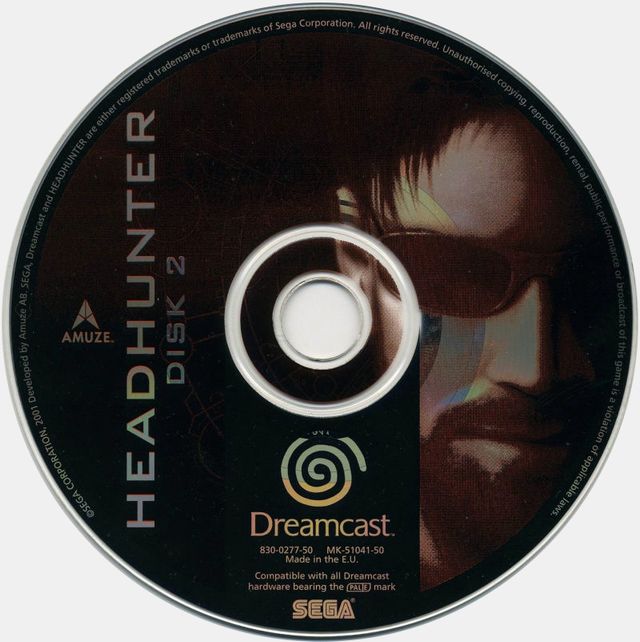 ©SEGA CORPORATION, 2001 Developed by Amuze AB. SEGA, Dreamcast and HEADHUNTER are either registered trademarks or trademarks of Sega Corporation. All rights reserved. Unauthorised copying, reproduction, rental, public performance or broadcast of this game is a violation of applicable laws.
HEADHUNTER
DISK 2
AMUZE™
Dreamcast™
830-0277-50 MK-51041-50
Made in the E.U.
Compatible with all Dreamcast
hardware bearing the PAL/E mark
SEGA®